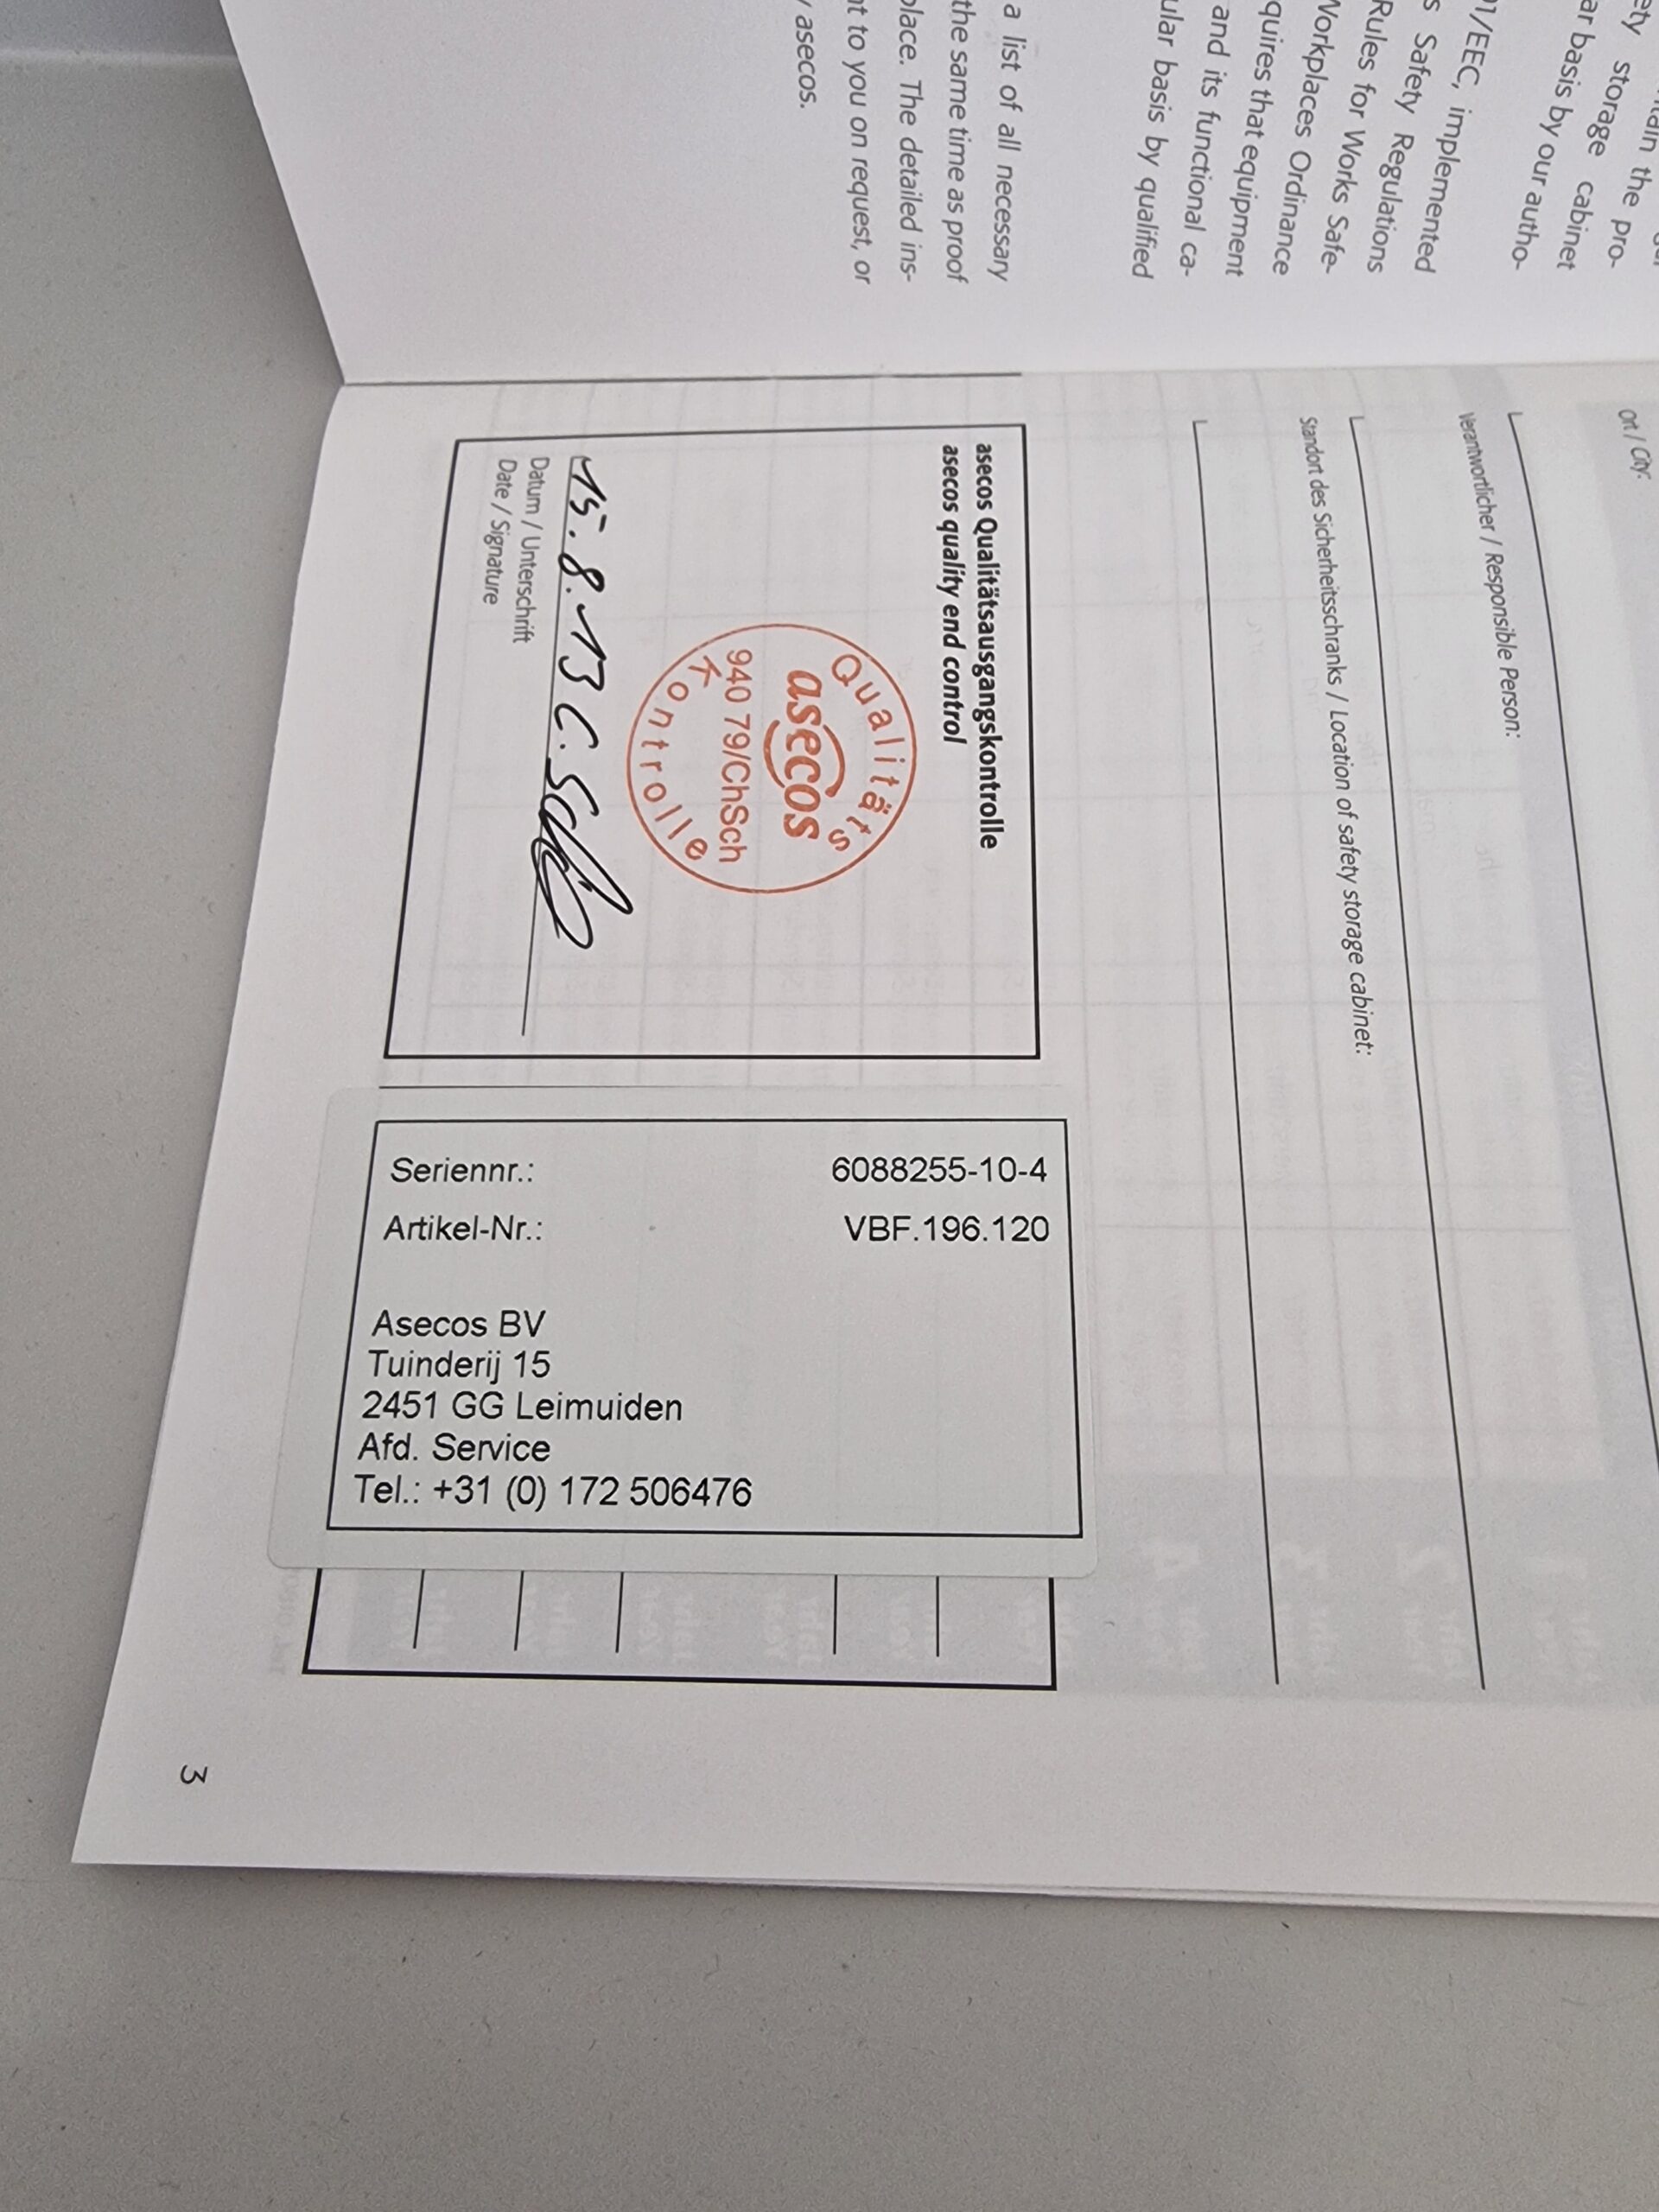 tain the pro-
ety storage cabinet
ar basis by our autho-
01/EEC, implemented
s Safety Regulations
Rules for Works Safe-
Workplaces Ordinance
quires that equipment
and its functional ca-
ular basis by qualified
a list of all necessary
the same time as proof
place. The detailed ins-
t to you on request, or
asecos.
Ort / City:
Verantwortlicher / Responsible Person:
Standort des Sicherheitsschranks / Location of safety storage cabinet:
asecos Qualitätsausgangskontrolle
asecos quality end control
Qualitäts
asecos
940 79/ChSch
Kontrolle
15.8.13 C.
Datum / Unterschrift
Date / Signature
Seriennr.: 6088255-10-4
Artikel-Nr.: VBF.196.120
Asecos BV
Tuinderij 15
2451 GG Leimuiden
Afd. Service
Tel.: +31 (0) 172 506476
3